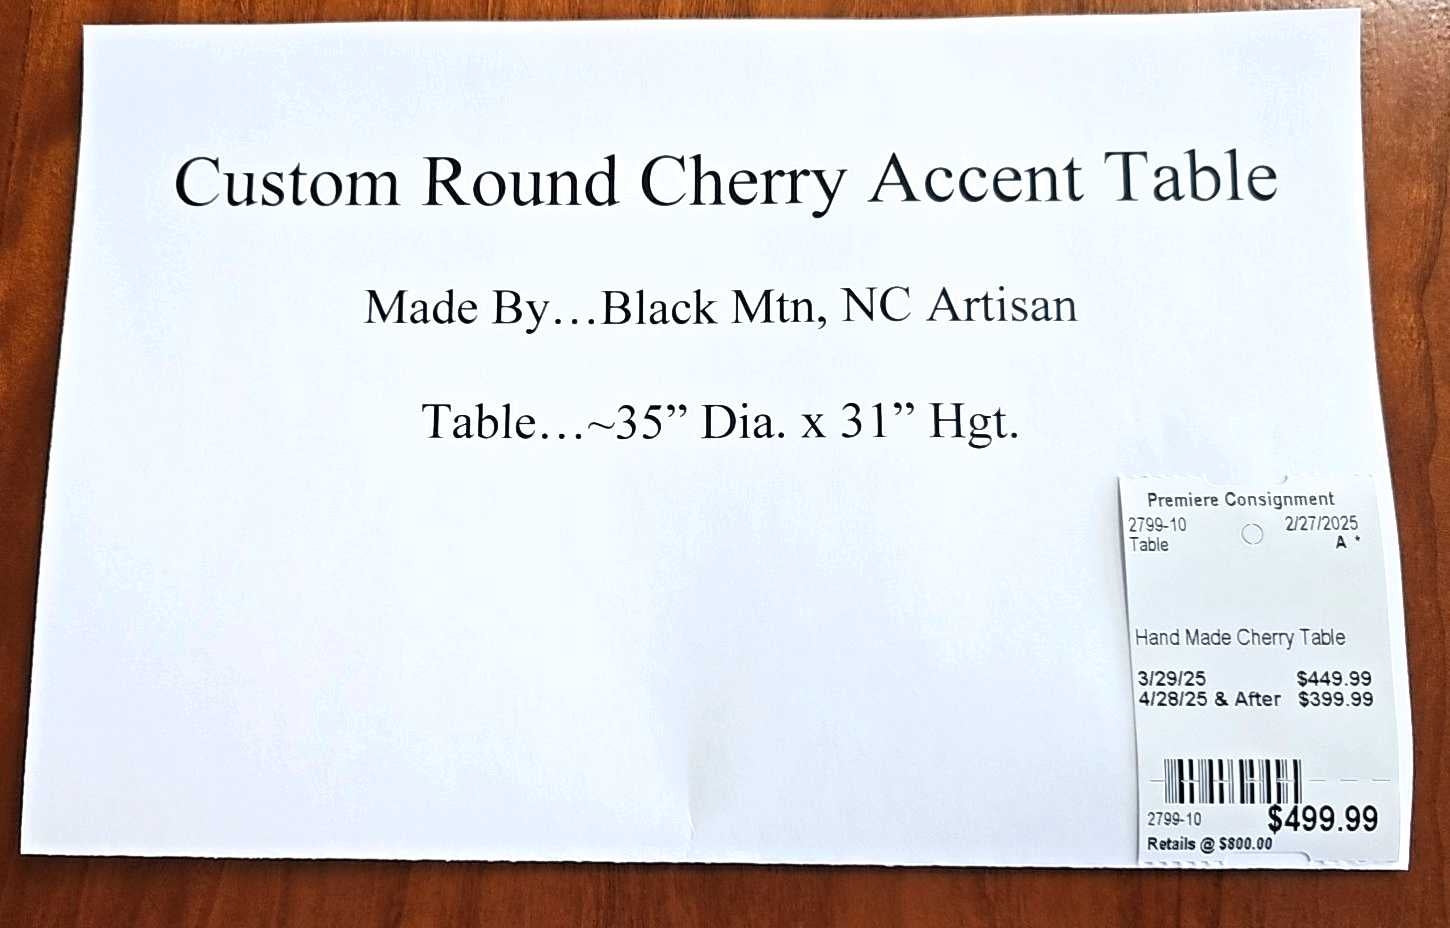 Custom Round Cherry Accent Table
Made By…Black Mtn, NC Artisan
Table…~35” Dia. x 31” Hgt.
Premiere Consignment
2799-10 2/27/2025
Table A *
Hand Made Cherry Table
3/29/25 $449.99
4/28/25 & After $399.99
2799-10 $499.99
Retails @ $800.00